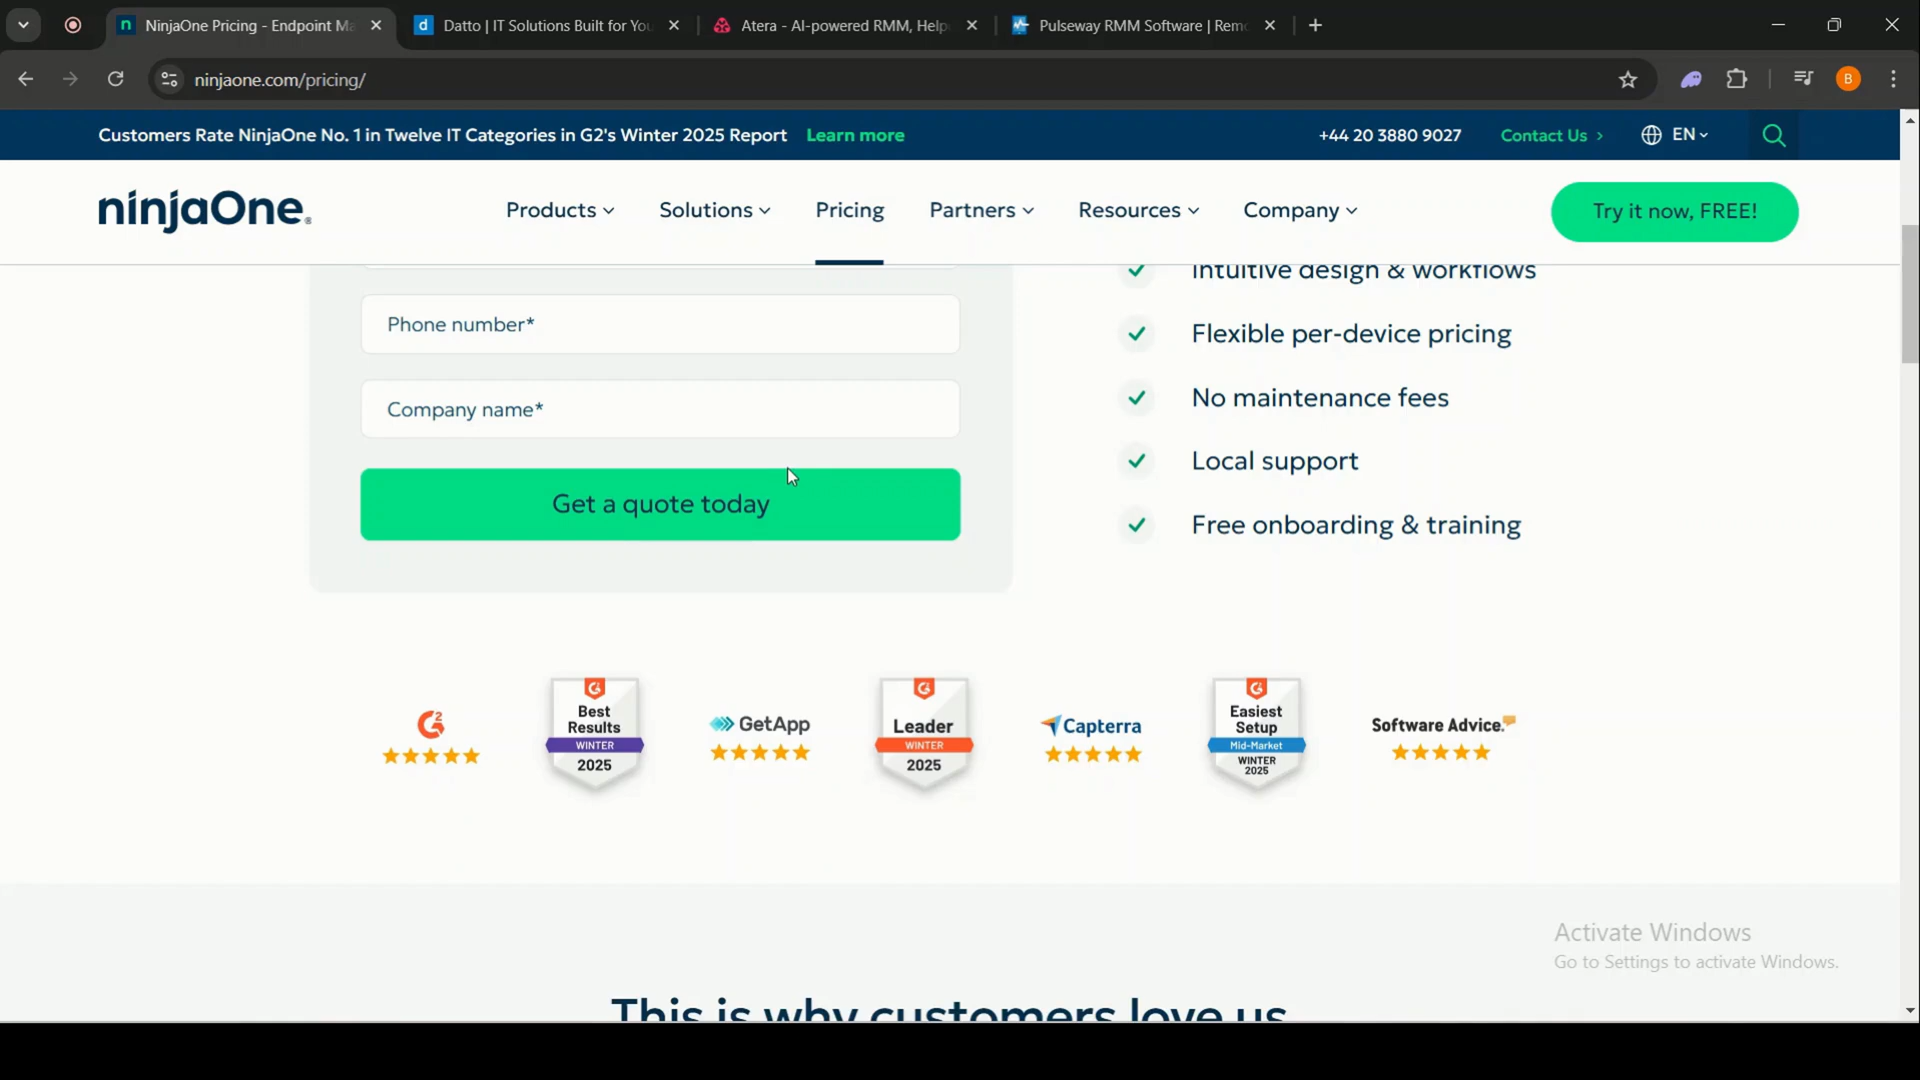 NinjaOne Pricing - Endpoint Ma
Datto | IT Solutions Built for You
Atera - AI-powered RMM, Help
Pulseway RMM Software | Rem
ninjaone.com/pricing/
B
Customers Rate NinjaOne No. 1 in Twelve IT Categories in G2's Winter 2025 Report
Learn more
+44 20 3880 9027
Contact Us
EN
ninjaOne
Products
Solutions
Pricing
Partners
Resources
Company
Try it now, FREE!
Phone number*
Company name*
Get a quote today
Intuitive design & workflows
Flexible per-device pricing
No maintenance fees
Local support
Free onboarding & training
Best
Results
WINTER
2025
GetApp
Leader
WINTER
2025
Capterra
Easiest
Setup
Mid-Market
WINTER
2025
Software Advice.
Activate Windows
Go to Settings to activate Windows.
This is why customers love us